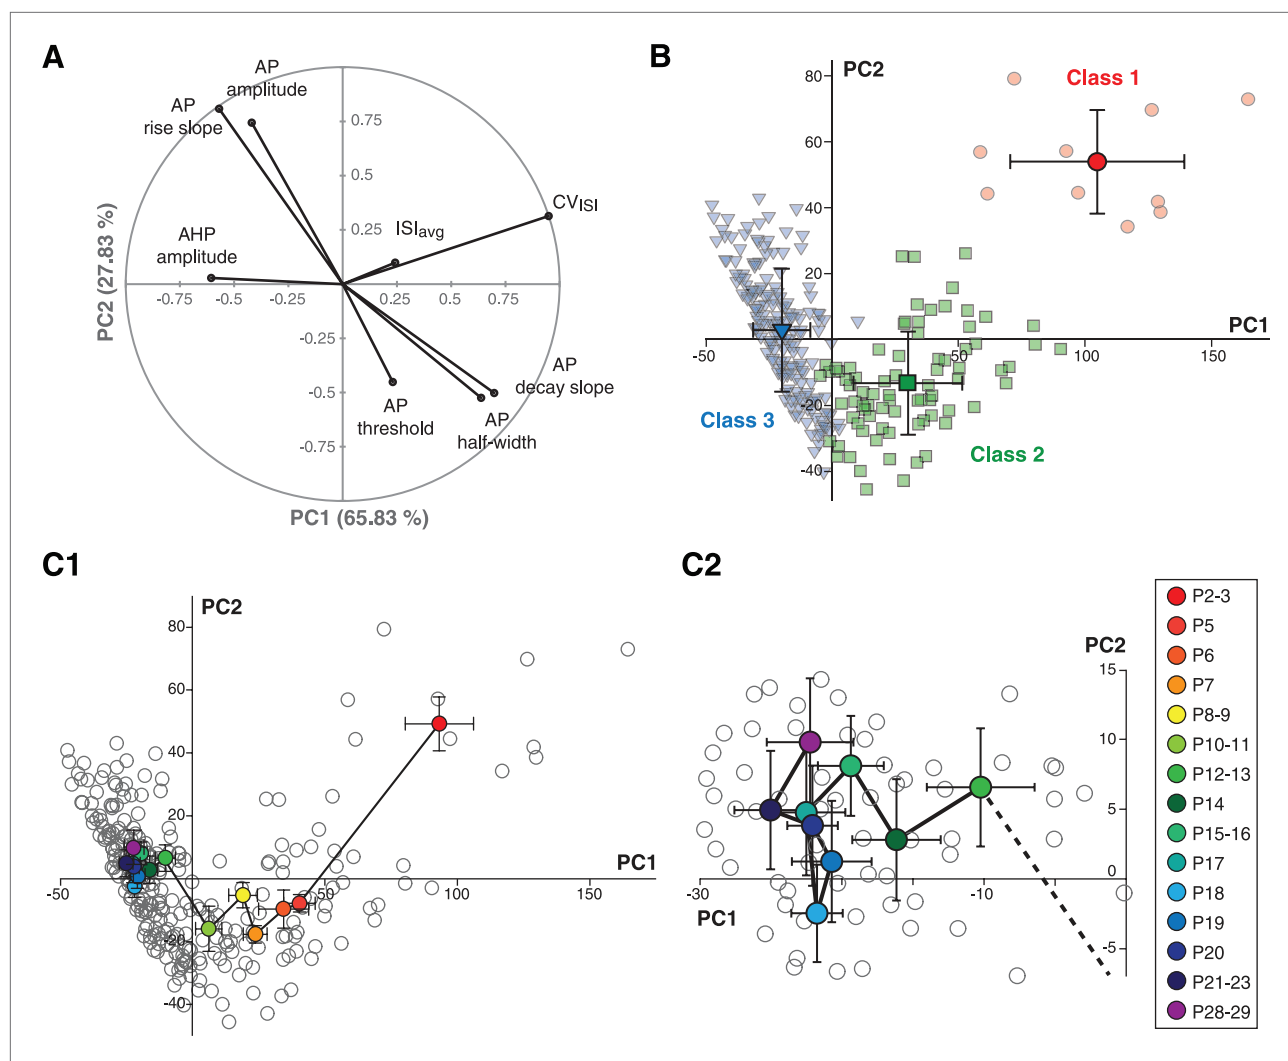 A
AP
amplitude
AP
rise slope
0.75
0.5
0.25
CVISI
ISIavg
AHP
amplitude
-0.75
-0.5
-0.25
0.25
0.5
0.75
-0.25
-0.5
-0.75
AP
decay slope
AP
threshold
AP
half-width
PC2 (27.83 %)
PC1 (65.83 %)
B
PC2
80
60
40
20
-20
-40
Class 1
PC1
-50
50
100
150
Class 3
Class 2
C1
PC2
80
60
40
20
-20
-40
PC1
-50
50
100
150
C2
PC2
15
10
5
0
-5
-30
-10
PC1
P2-3
P5
P6
P7
P8-9
P10-11
P12-13
P14
P15-16
P17
P18
P19
P20
P21-23
P28-29